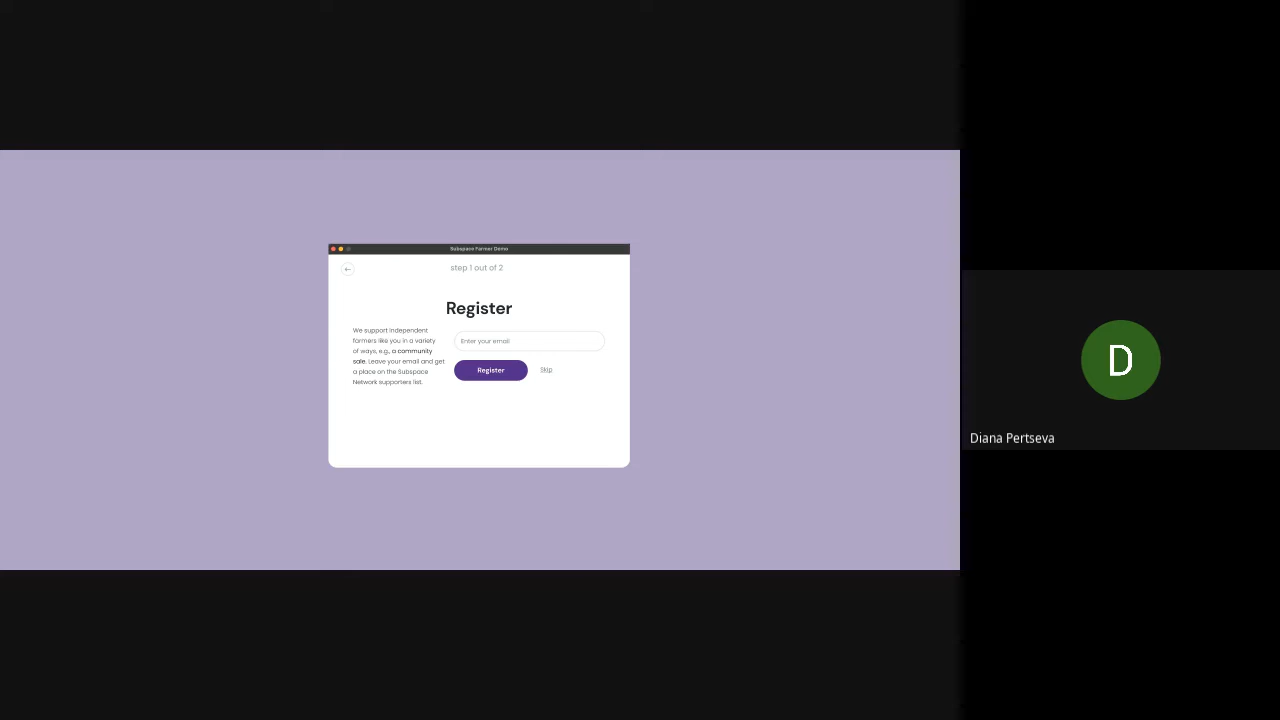 Subspave Farmer Demo
←
step 1 out of 2
Register
We support Independent
farmers like you in a variety
of ways, e.g., a community
sale. Leave your email and get
a place on the Subspace
Network supporters list.
Enter your email
Register
Skip
D
Diana Pertseva